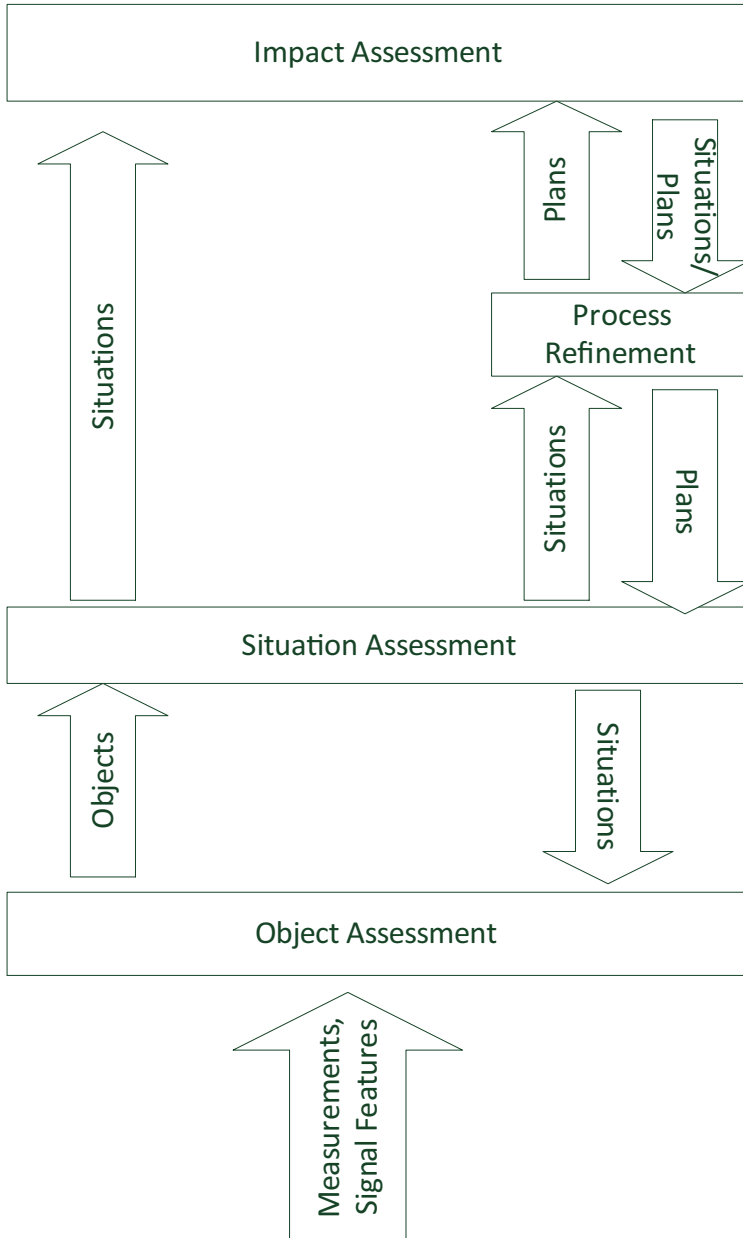 Impact Assessment
Situations
Plans
Situations/
Plans
Process
Refinement
Situations
Plans
Situation Assessment
Objects
Situations
Object Assessment
Measurements,
Signal Features